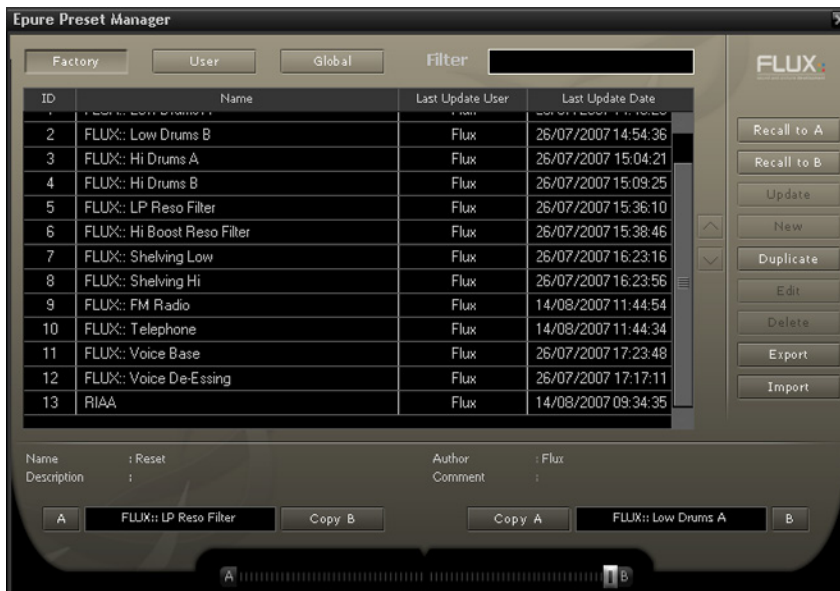 Epure Preset Manager
Factory User Global Filter
FLUX::
ID Name Last Update User Last Update Date
2 FLUX:: Low Drums B Flux 26/07/2007 14:54:36
3 FLUX:: Hi Drums A Flux 26/07/2007 15:04:21
4 FLUX:: Hi Drums B Flux 26/07/2007 15:09:25
5 FLUX:: LP Reso Filter Flux 26/07/2007 15:36:10
6 FLUX:: Hi Boost Reso Filter Flux 26/07/2007 15:38:46
7 FLUX:: Shelving Low Flux 26/07/2007 16:23:16
8 FLUX:: Shelving Hi Flux 26/07/2007 16:23:56
9 FLUX:: FM Radio Flux 14/08/2007 11:44:54
10 FLUX:: Telephone Flux 14/08/2007 11:44:34
11 FLUX:: Voice Base Flux 26/07/2007 17:23:48
12 FLUX:: Voice De-Essing Flux 26/07/2007 17:17:11
13 RIAA Flux 14/08/2007 09:34:35
Recall to A
Recall to B
Update
New
Duplicate
Edit
Delete
Export
Import
Name : Reset Author : Flux
Description : Comment :
A FLUX:: LP Reso Filter Copy B Copy A FLUX:: Low Drums A B
A B